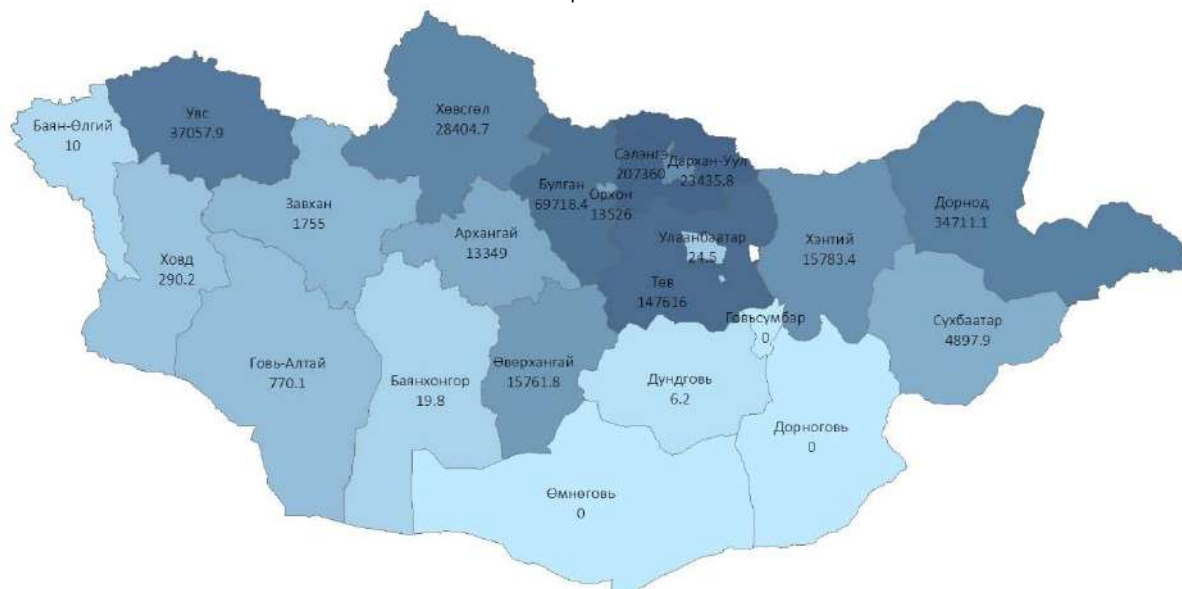 Увс
37057.9
Хөвсгөл
28404.7
Баян-Өлгий
10
Сэлэнгэ
207360
Дархан-Уул
23435.8
Булган
69718.4
Орхон
13526
Дорнод
34711.1
Завхан
1755
Архангай
13349
Улаанбаатар
24.5
Хэнтий
15783.4
Ховд
290.2
Төв
147616
Сүхбаатар
4897.9
Говьсүмбэр
0
Говь-Алтай
770.1
Баянхонгор
19.8
Өверхангай
15761.8
Дундговь
6.2
Дорноговь
0
Өмнөговь
0